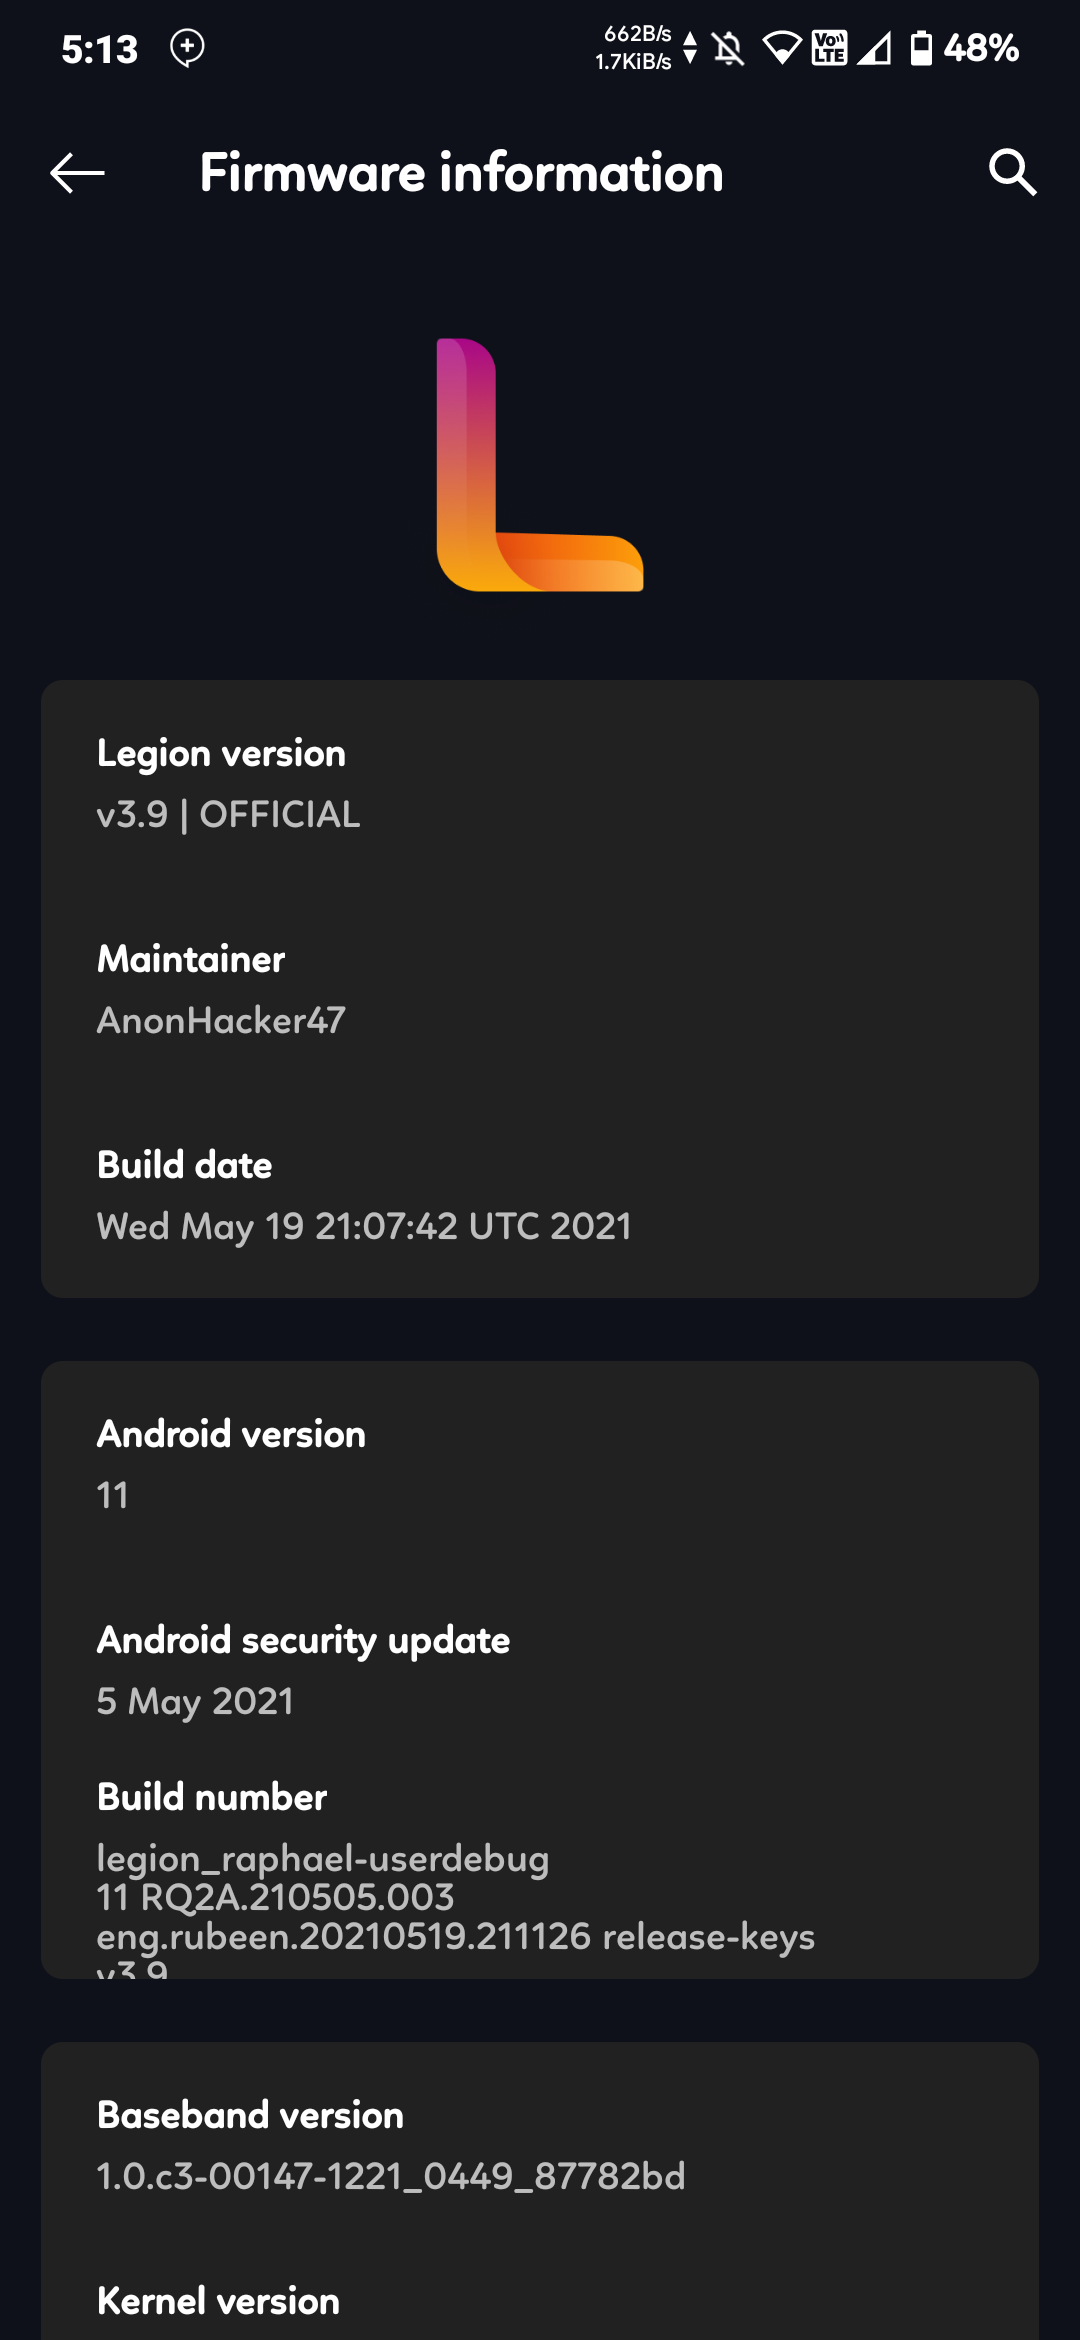 5:13
662B/s
1.7KiB/s
Vo
LTE
48%
Firmware information
Legion version
v3.9 | OFFICIAL
Maintainer
AnonHacker47
Build date
Wed May 19 21:07:42 UTC 2021
Android version
11
Android security update
5 May 2021
Build number
legion_raphael-userdebug
11 RQ2A.210505.003
eng.rubeen.20210519.211126 release-keys
v3.9
Baseband version
1.0.c3-00147-1221_0449_87782bd
Kernel version